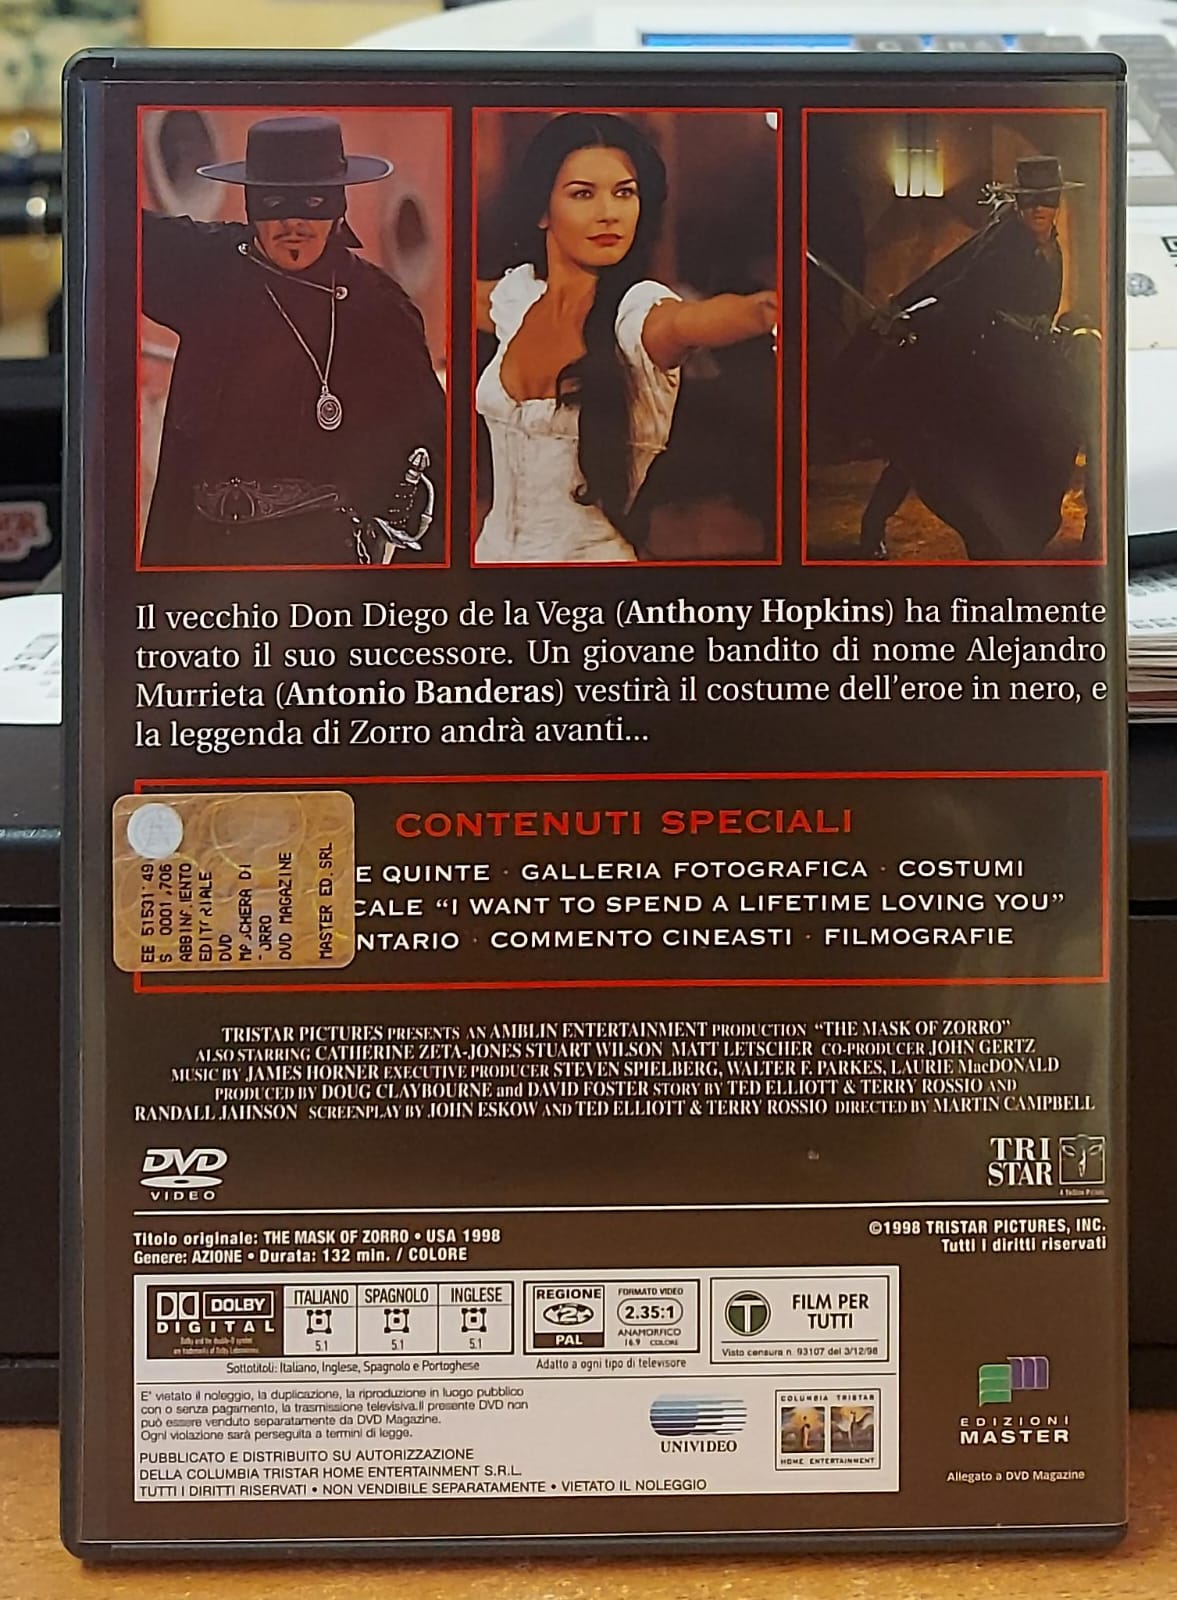 Il vecchio Don Diego de la Vega (Anthony Hopkins) ha finalmente
trovato il suo successore. Un giovane bandito di nome Alejandro
Murrieta (Antonio Banderas) vestirà il costume dell'eroe in nero, e
la leggenda di Zorro andrà avanti...
CONTENUTI SPECIALI
E QUINTE · GALLERIA FOTOGRAFICA · COSTUMI
CALE “I WANT TO SPEND A LIFETIME LOVING YOU”
NTARIO · COMMENTO CINEASTI · FILMOGRAFIE
EDITORIALE
DVD
DVD MAGAZINE
MASTER ED.SRL
TRISTAR PICTURES PRESENTS AN AMBLIN ENTERTAINMENT PRODUCTION “THE MASK OF ZORRO”
ALSO STARRING CATHERINE ZETA-JONES STUART WILSON MATT LETSCHER CO-PRODUCER JOHN GERTZ
MUSIC BY JAMES HORNER EXECUTIVE PRODUCER STEVEN SPIELBERG, WALTER F. PARKES, LAURIE MacDONALD
PRODUCED BY DOUG CLAYBOURNE and DAVID FOSTER STORY BY TED ELLIOTT & TERRY ROSSIO AND
RANDALL JAHNSON SCREENPLAY BY JOHN ESKOW AND TED ELLIOTT & TERRY ROSSIO DIRECTED BY MARTIN CAMPBELL
DVD
VIDEO
TRI
STAR
Titolo originale: THE MASK OF ZORRO • USA 1998
Genere: AZIONE • Durata: 132 min. / COLORE
©1998 TRISTAR PICTURES, INC.
Tutti I diritti riservati
DOLBY
DIGITAL
ITALIANO SPAGNOLO INGLESE
5.1 5.1 5.1
Sottotitoli: Italiano, Inglese, Spagnolo e Portoghese
REGIONE
2
PAL
FORMATO VIDEO
2.35:1
ANAMORFICO
16.9 COLORE
Adatto a ogni tipo di televisore
T
FILM PER
TUTTI
Visto censura n. 93107 del 3/12/98
E' vietato il noleggio, la duplicazione, la riproduzione in luogo pubblico
con o senza pagamento, la trasmissione televisiva.Il presente DVD non
può essere venduto separatamente da DVD Magazine.
Ogni violazione sarà perseguita a termini di legge.
PUBBLICATO E DISTRIBUITO SU AUTORIZZAZIONE
DELLA COLUMBIA TRISTAR HOME ENTERTAINMENT S.R.L.
TUTTI I DIRITTI RISERVATI • NON VENDIBILE SEPARATAMENTE • VIETATO IL NOLEGGIO
UNIVIDEO
COLUMBIA TRISTAR
HOME ENTERTAINMENT
EDIZIONI
MASTER
Allegato a DVD Magazine